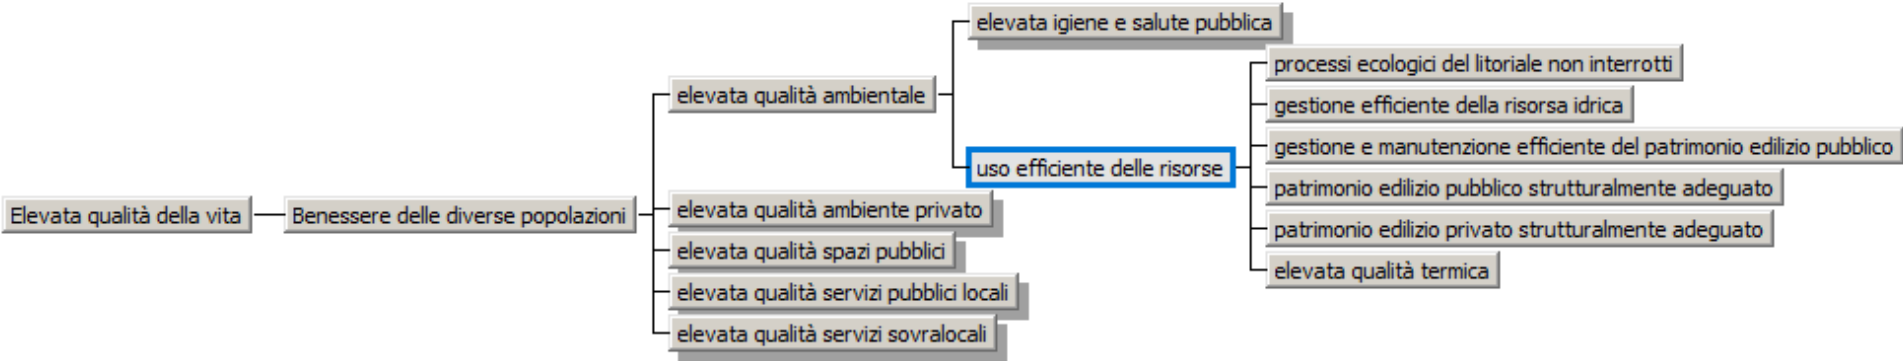 Elevata qualità della vita
Benessere delle diverse popolazioni
elevata qualità ambientale
elevata igiene e salute pubblica
uso efficiente delle risorse
processi ecologici del litoriale non interrotti
gestione efficiente della risorsa idrica
gestione e manutenzione efficiente del patrimonio edilizio pubblico
patrimonio edilizio pubblico strutturalmente adeguato
patrimonio edilizio privato strutturalmente adeguato
elevata qualità termica
elevata qualità ambiente privato
elevata qualità spazi pubblici
elevata qualità servizi pubblici locali
elevata qualità servizi sovralocali